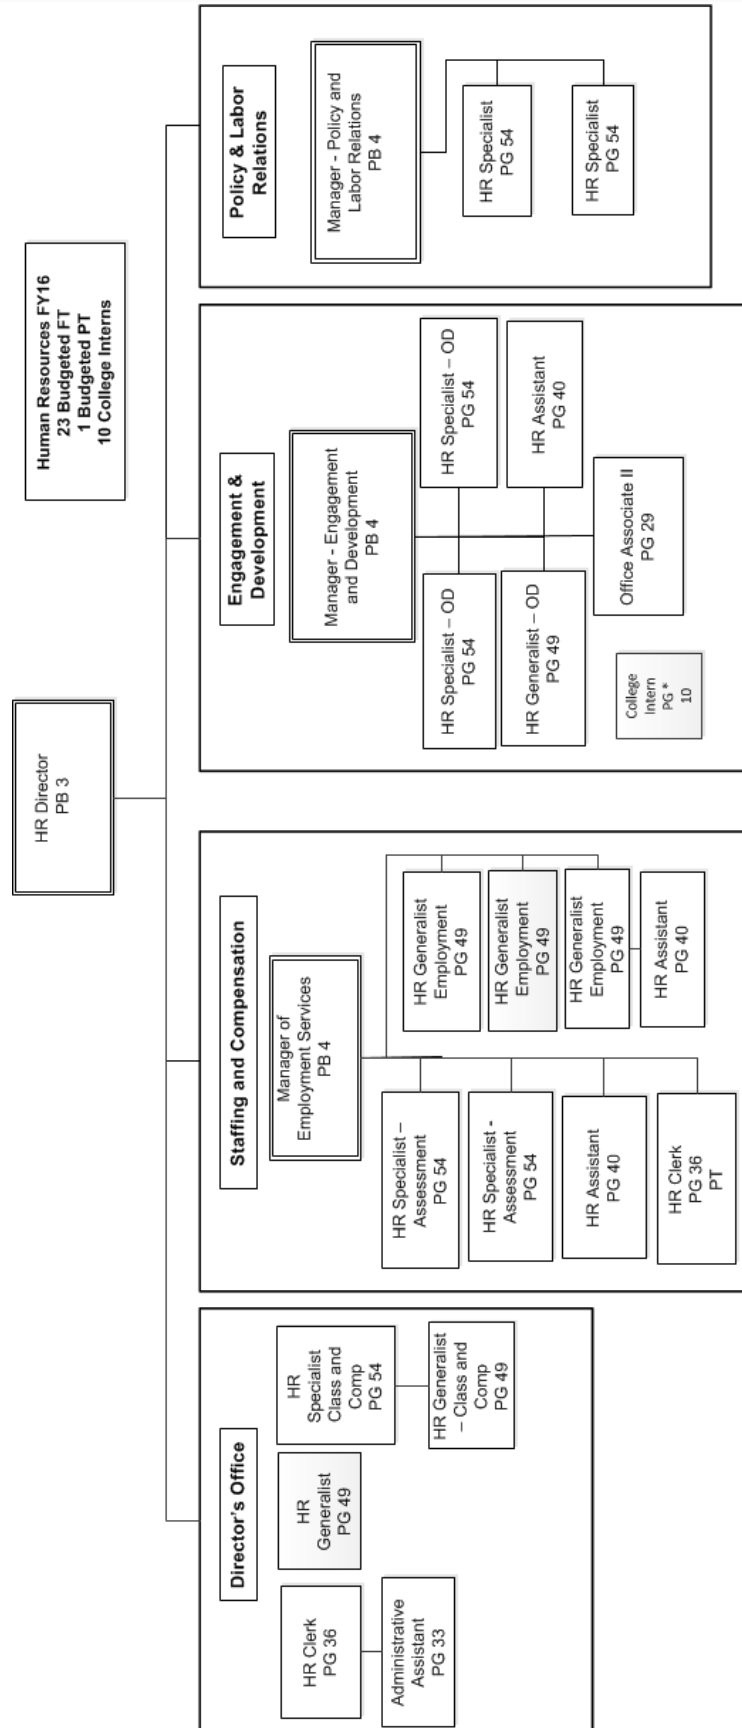 HR Director
PB 3
Human Resources FY16
23 Budgeted FT
1 Budgeted PT
10 College Interns
Director's Office
HR Clerk
PG 36
Administrative
Assistant
PG 33
HR
Generalist
PG 49
HR
Specialist
Class and
Comp
PG 54
HR Generalist
– Class and
Comp
PG 49
Staffing and Compensation
Manager of
Employment Services
PB 4
HR Specialist –
Assessment
PG 54
HR Specialist -
Assessment
PG 54
HR Assistant
PG 40
HR Clerk
PG 36
PT
HR Generalist
Employment
PG 49
HR Generalist
Employment
PG 49
HR Generalist
Employment
PG 49
HR Assistant
PG 40
Engagement &
Development
Manager - Engagement
and Development
PB 4
HR Specialist – OD
PG 54
HR Specialist – OD
PG 54
HR Generalist – OD
PG 49
HR Assistant
PG 40
Office Associate II
PG 29
College
Intern
PG *
10
Policy & Labor
Relations
Manager - Policy and
Labor Relations
PB 4
HR Specialist
PG 54
HR Specialist
PG 54